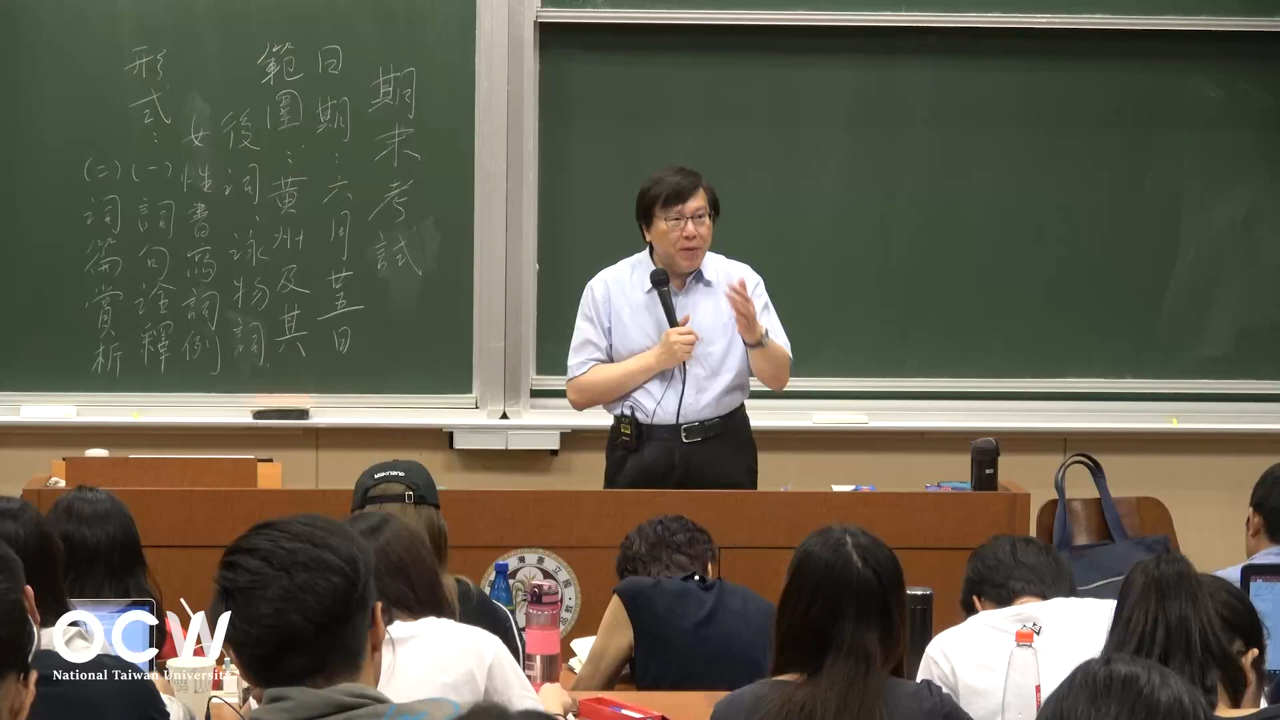 期末考試
日期：六月廿五日
範圍：黃州及其
後詞、詠物詞
女性書寫詞例
形式：(一)詞句詮釋
(二)詞篇賞析
OCW
National Taiwan University